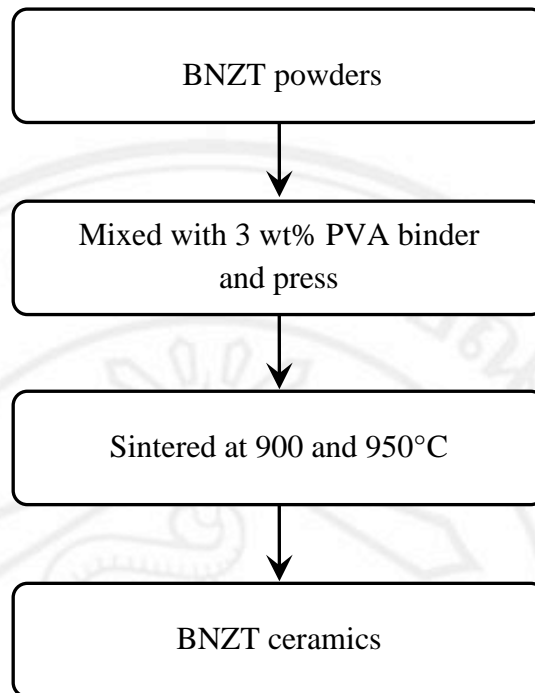 BNZT powders
Mixed with 3 wt% PVA binder
and press
Sintered at 900 and 950°C
BNZT ceramics